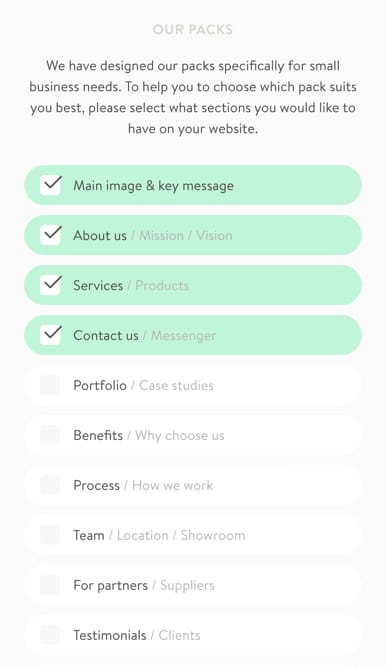 OUR PACKS
We have designed our packs specifically for small
business needs. To help you to choose which pack suits
you best, please select what sections you would like to
have on your website.
Main image & key message
About us / Mission / Vision
Services / Products
Contact us / Messenger
Portfolio / Case studies
Benefits / Why choose us
Process / How we work
Team / Location / Showroom
For partners / Suppliers
Testimonials / Clients